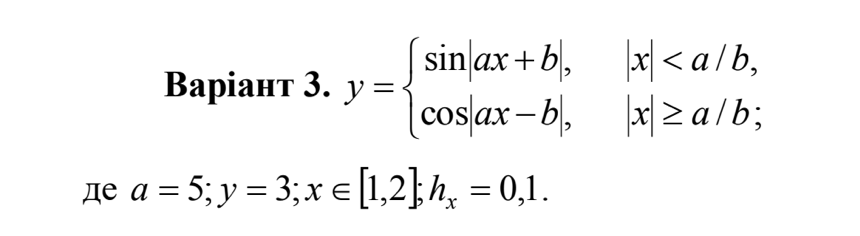 Варіант 3. y = { sin|ax + b|, |x| < a / b,
cos|ax − b|, |x| ≥ a / b;
де a = 5; y = 3; x ∈ [1,2]; hₓ = 0,1.